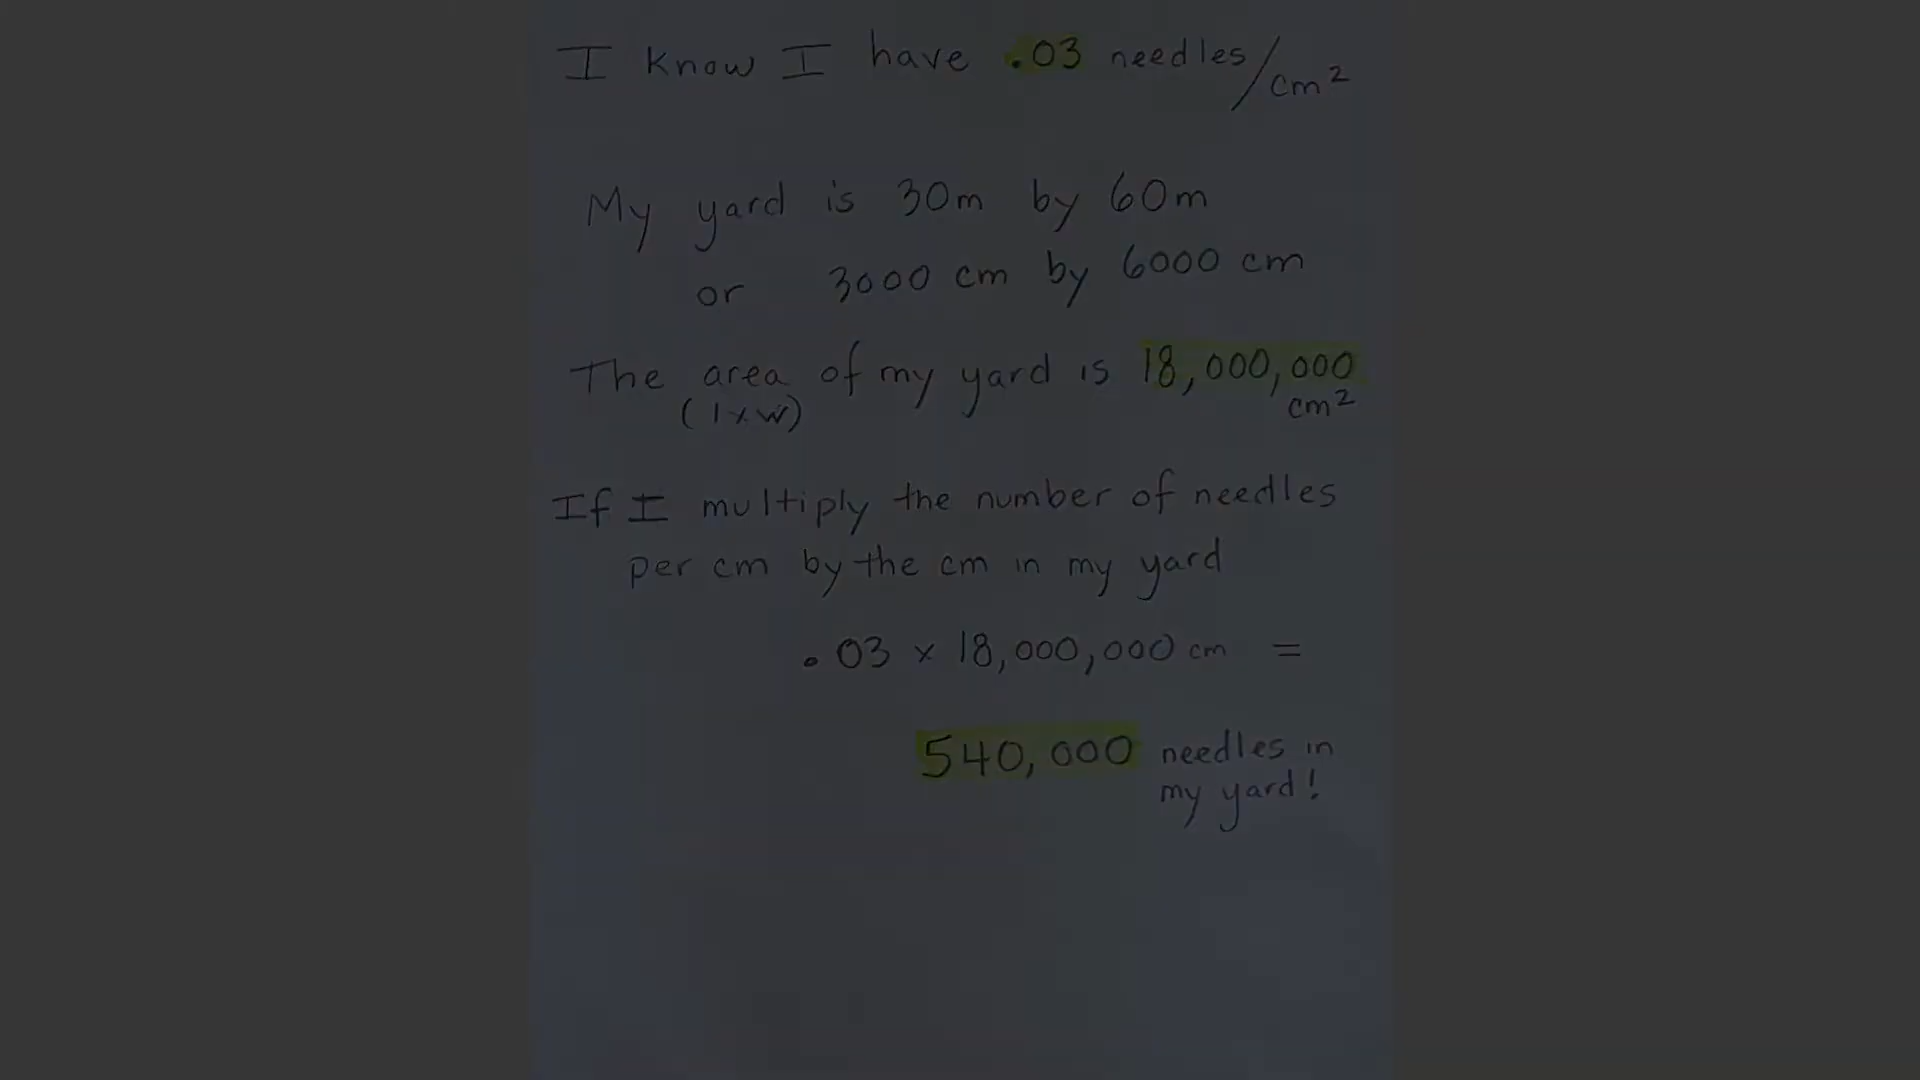 I know I have .03 needles/cm²
My yard is 30m by 60m
or 3000 cm by 6000 cm
The area of my yard is 18,000,000
(l x w) cm²
If I multiply the number of needles
per cm by the cm in my yard
.03 x 18,000,000 cm =
540,000 needles in
my yard!